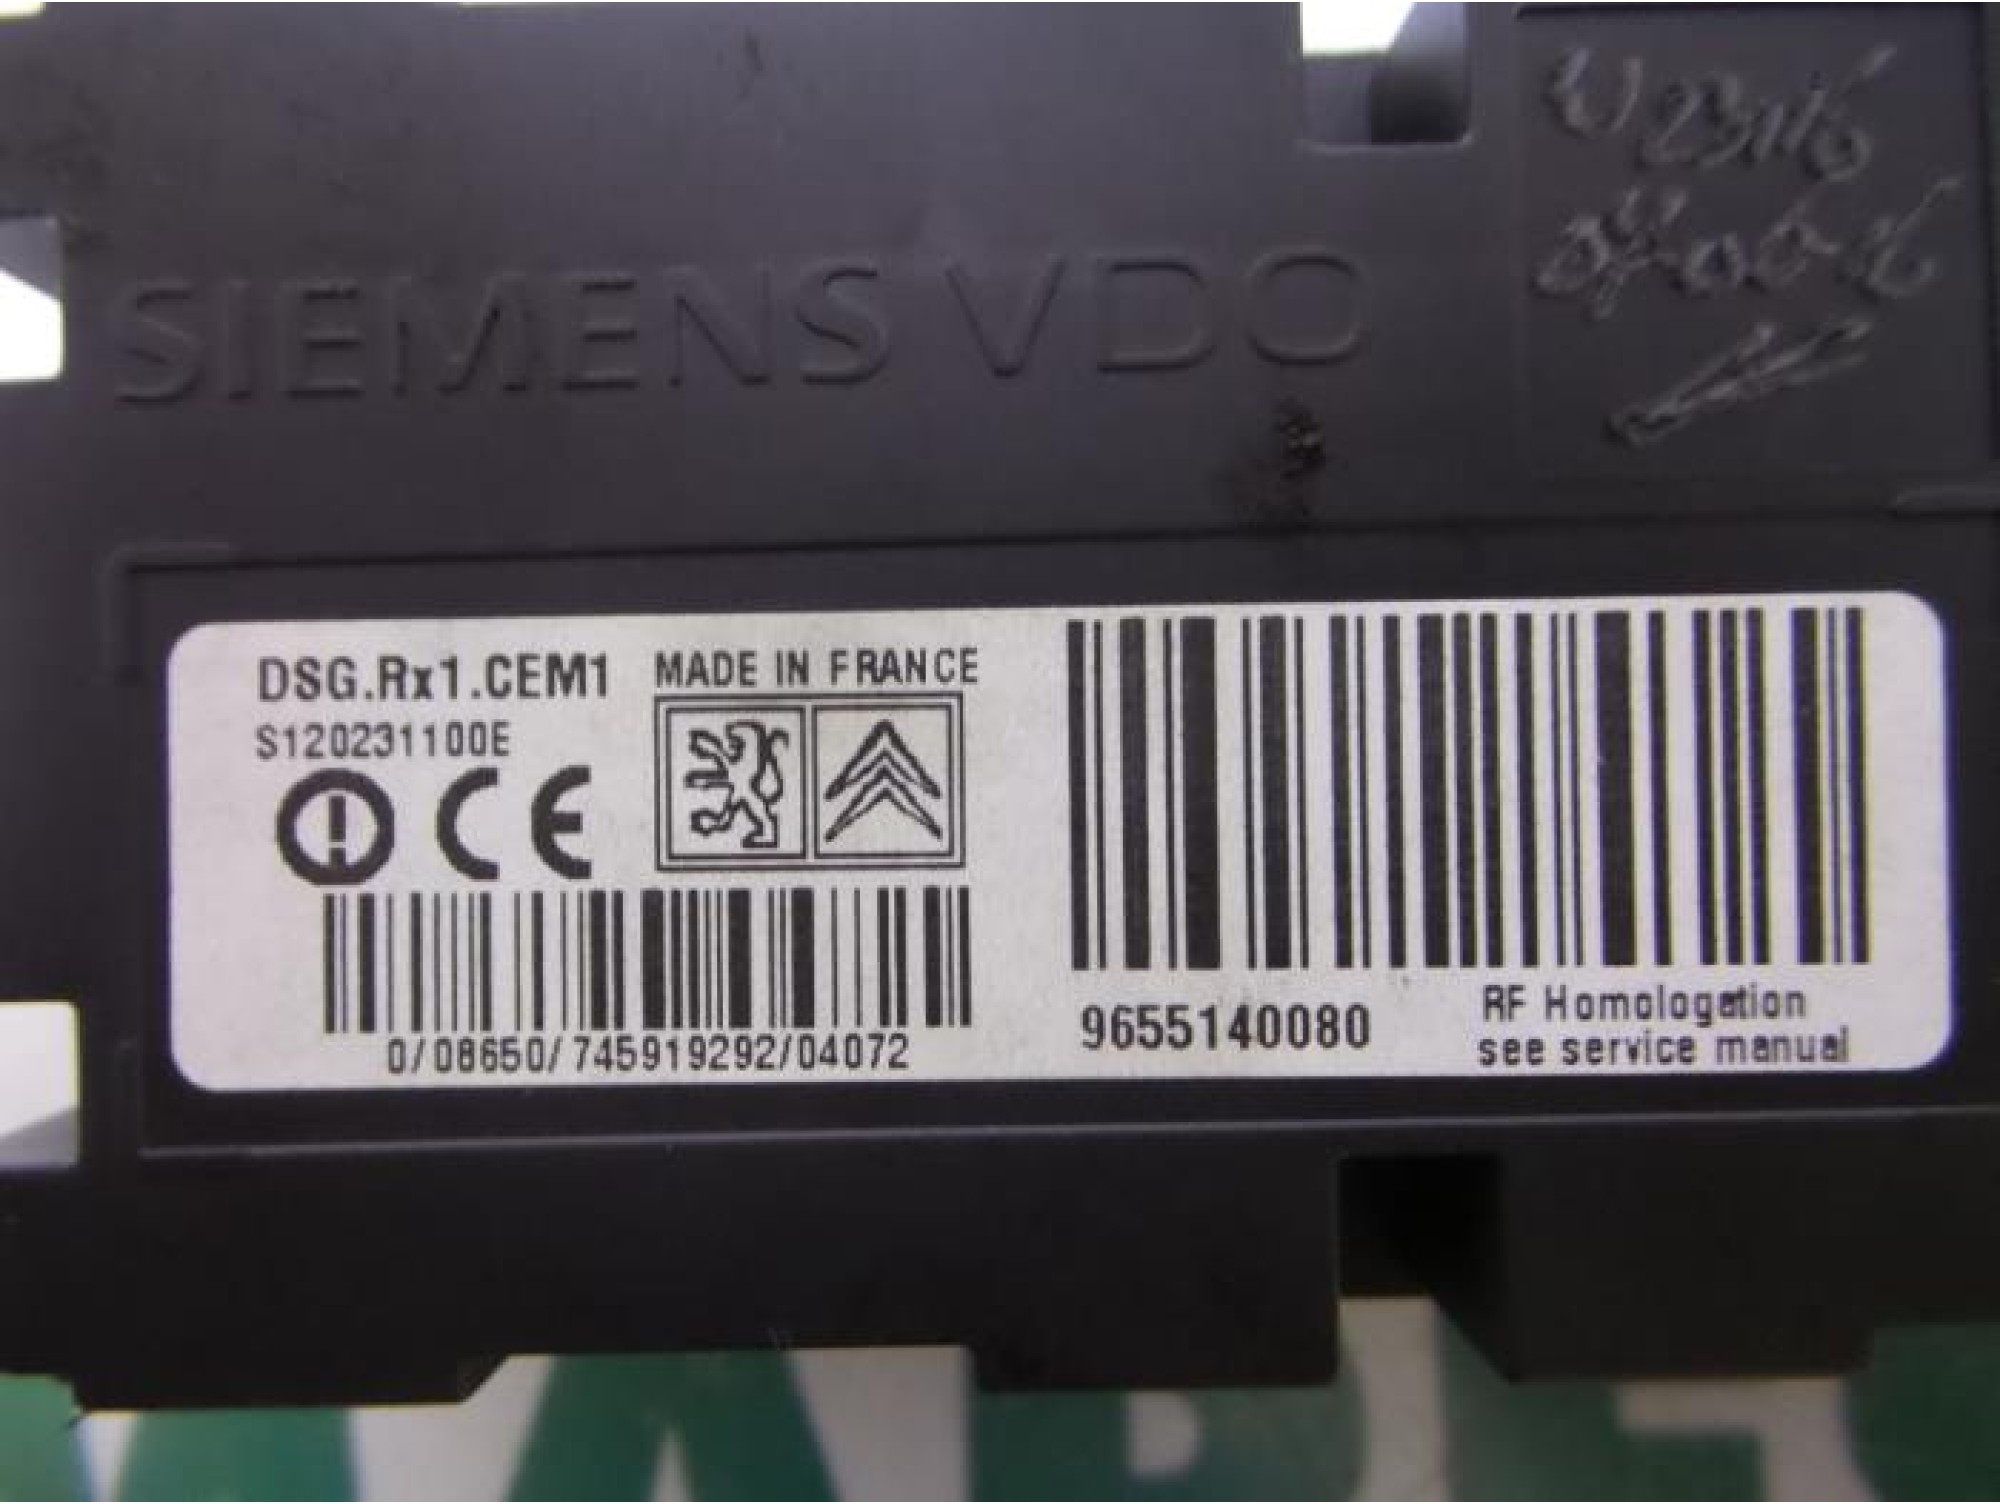 SIEMENS VDO
DSG.Rx1.CEM1
MADE IN FRANCE
S120231100E
CE
0/08650/745919292/04072
9655140080
RF Homologation
see service manual